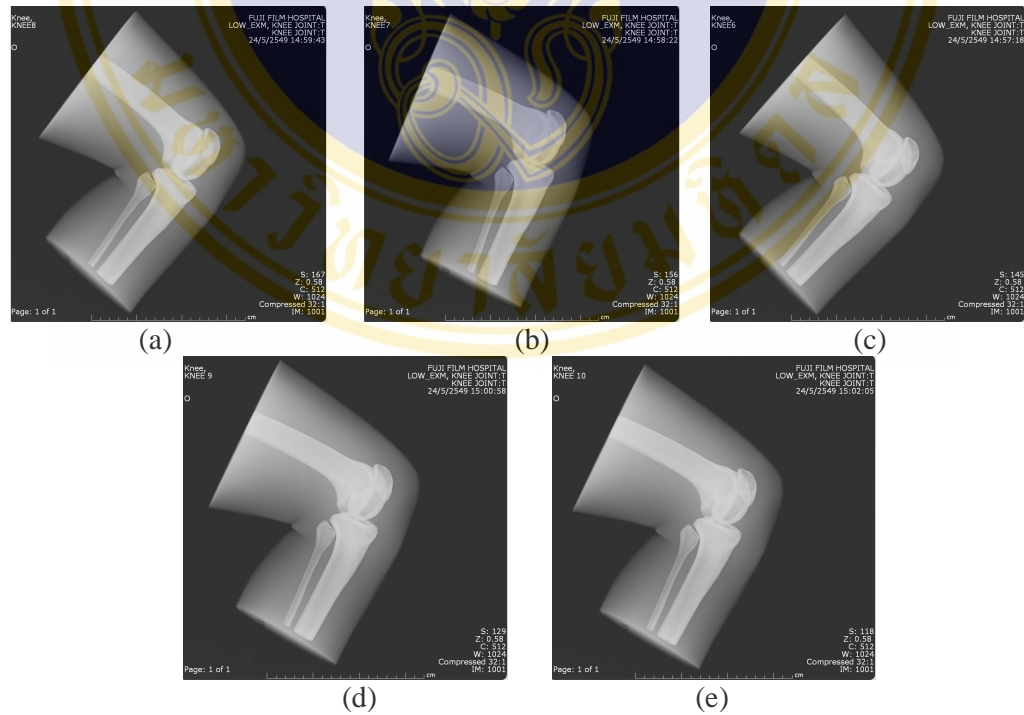 Knee,
KNEE8
O
FUJI FILM HOSPITAL
LOW_EXM, KNEE JOINT:T
KNEE JOINT:T
24/5/2549 14:59:43
S: 167
Z: 0.58
C: 512
W: 1024
Compressed 32:1
IM: 1001
Page: 1 of 1
cm
(a)
Knee,
KNEE7
O
FUJI FILM HOSPITAL
LOW_EXM, KNEE JOINT:T
KNEE JOINT:T
24/5/2549 14:58:22
S: 156
Z: 0.58
C: 512
W: 1024
Compressed 32:1
IM: 1001
Page: 1 of 1
cm
(b)
Knee,
KNEE6
O
FUJI FILM HOSPITAL
LOW_EXM, KNEE JOINT:T
KNEE JOINT:T
24/5/2549 14:57:18
S: 145
Z: 0.58
C: 512
W: 1024
Compressed 32:1
IM: 1001
Page: 1 of 1
cm
(c)
Knee,
KNEE 9
O
FUJI FILM HOSPITAL
LOW_EXM, KNEE JOINT:T
KNEE JOINT:T
24/5/2549 15:00:58
S: 129
Z: 0.58
C: 512
W: 1024
Compressed 32:1
IM: 1001
Page: 1 of 1
cm
(d)
Knee,
KNEE 10
O
FUJI FILM HOSPITAL
LOW_EXM, KNEE JOINT:T
KNEE JOINT:T
24/5/2549 15:02:05
S: 118
Z: 0.58
C: 512
W: 1024
Compressed 32:1
IM: 1001
Page: 1 of 1
cm
(e)